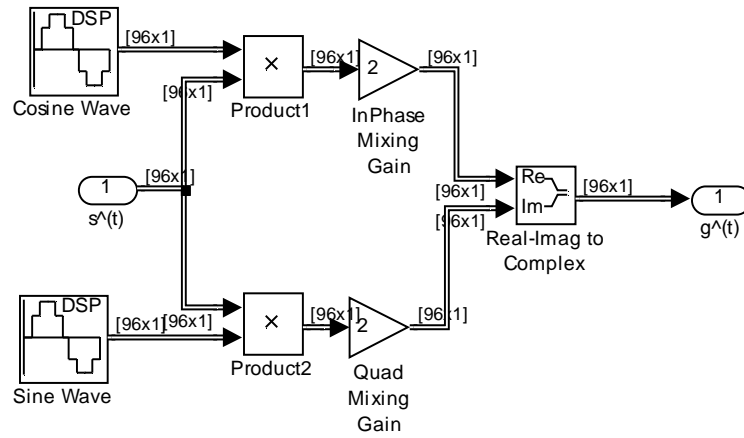 DSP
[96x1]
Cosine Wave
[96x1]
×
Product1
[96x1]
2
[96x1]
InPhase
Mixing
Gain
1
s^(t)
[96x1]
[96x1]
[96x1]
Re
Im
Real-Imag to
Complex
[96x1]
1
g^(t)
DSP
[96x1]
Sine Wave
[96x1]
×
Product2
[96x1]
2
[96x1]
Quad
Mixing
Gain